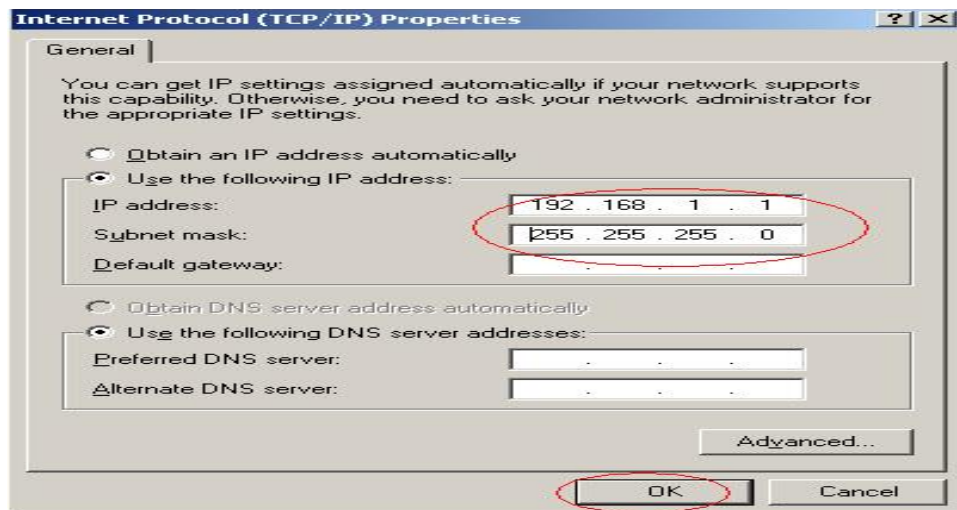 Internet Protocol (TCP/IP) Properties
General
You can get IP settings assigned automatically if your network supports
this capability. Otherwise, you need to ask your network administrator for
the appropriate IP settings.
Obtain an IP address automatically
Use the following IP address:
IP address: 192 . 168 . 1 . 1
Subnet mask: 255 . 255 . 255 . 0
Default gateway: . . .
Obtain DNS server address automatically
Use the following DNS server addresses:
Preferred DNS server: . . .
Alternate DNS server: . . .
Advanced...
OK Cancel